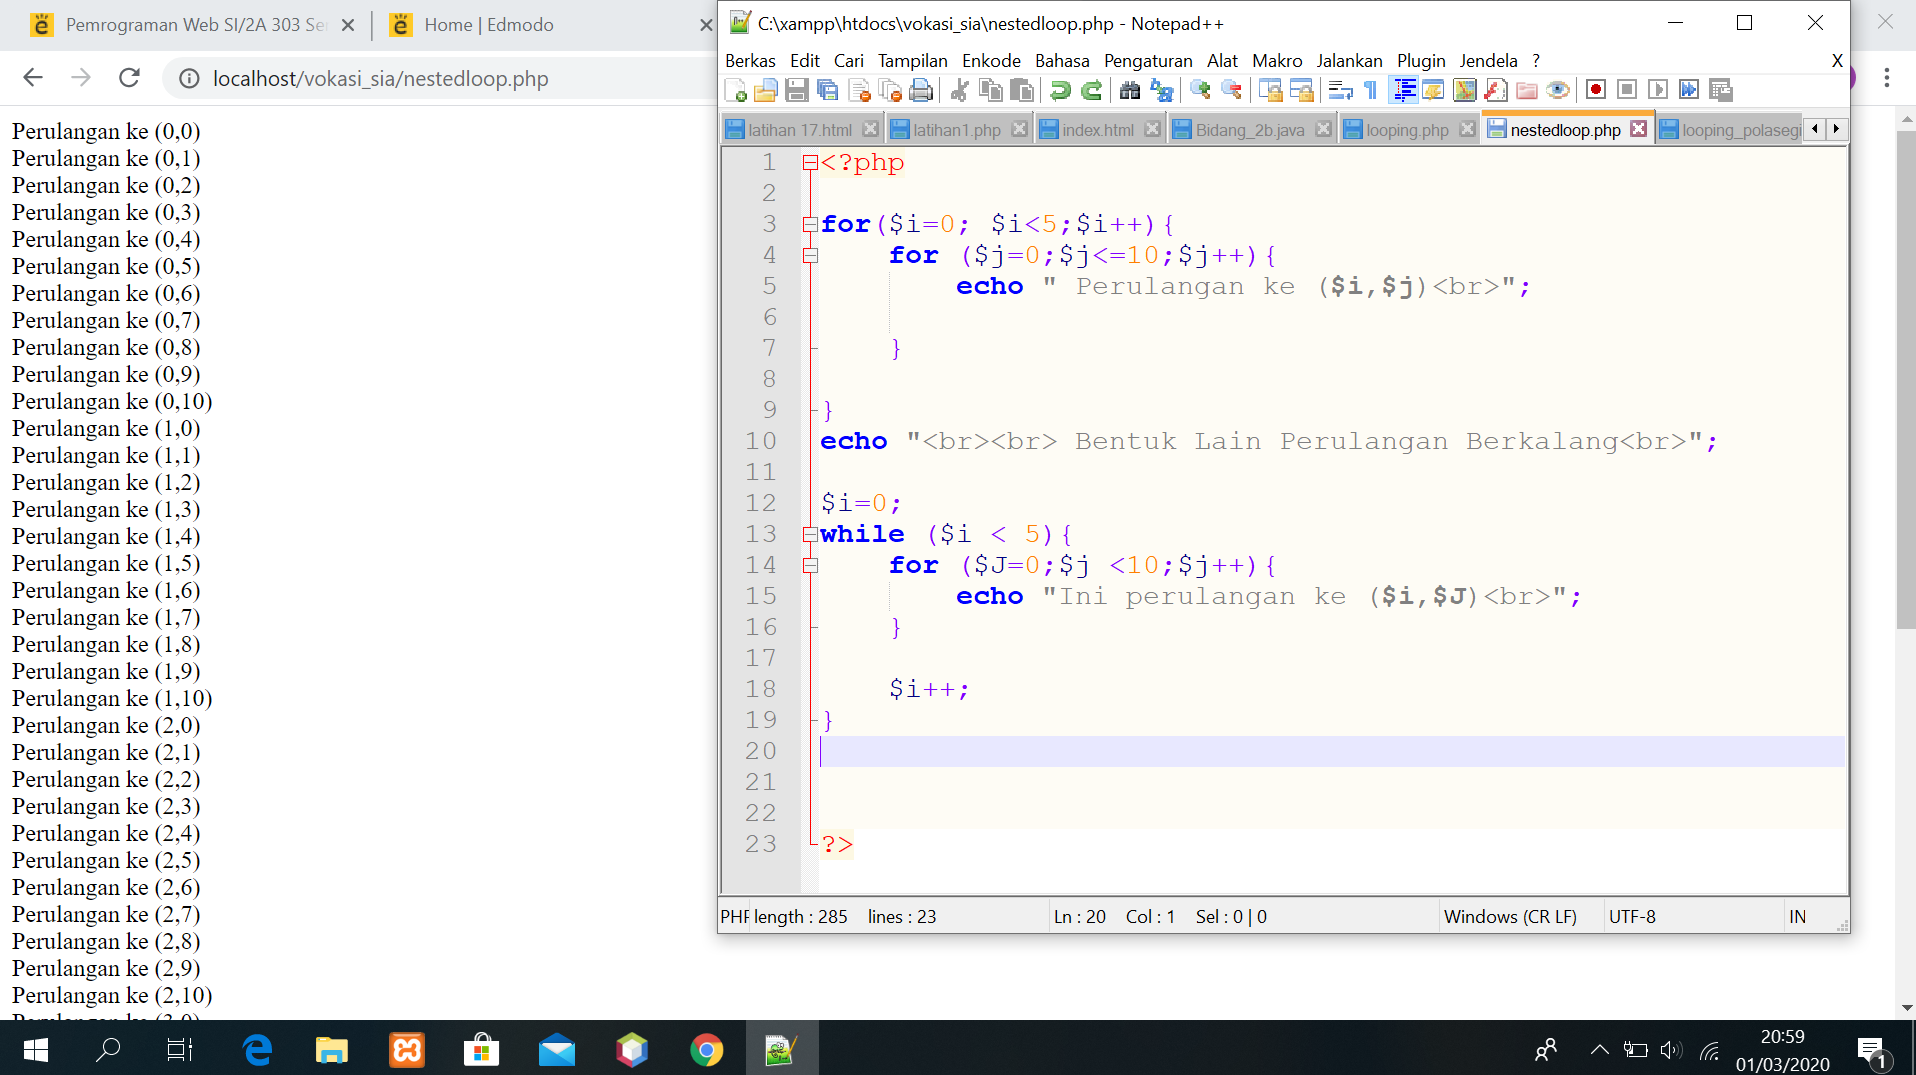 Pemrograman Web SI/2A 303 Se
Home | Edmodo
localhost/vokasi_sia/nestedloop.php
Perulangan ke (0,0)
Perulangan ke (0,1)
Perulangan ke (0,2)
Perulangan ke (0,3)
Perulangan ke (0,4)
Perulangan ke (0,5)
Perulangan ke (0,6)
Perulangan ke (0,7)
Perulangan ke (0,8)
Perulangan ke (0,9)
Perulangan ke (0,10)
Perulangan ke (1,0)
Perulangan ke (1,1)
Perulangan ke (1,2)
Perulangan ke (1,3)
Perulangan ke (1,4)
Perulangan ke (1,5)
Perulangan ke (1,6)
Perulangan ke (1,7)
Perulangan ke (1,8)
Perulangan ke (1,9)
Perulangan ke (1,10)
Perulangan ke (2,0)
Perulangan ke (2,1)
Perulangan ke (2,2)
Perulangan ke (2,3)
Perulangan ke (2,4)
Perulangan ke (2,5)
Perulangan ke (2,6)
Perulangan ke (2,7)
Perulangan ke (2,8)
Perulangan ke (2,9)
Perulangan ke (2,10)
C:\xampp\htdocs\vokasi_sia\nestedloop.php - Notepad++
Berkas Edit Cari Tampilan Enkode Bahasa Pengaturan Alat Makro Jalankan Plugin Jendela ? X
latihan 17.html latihan1.php index.html Bidang_2b.java looping.php nestedloop.php looping_polasegi
1 <?php
2
3 for($i=0; $i<5;$i++){
4 for ($j=0;$j<=10;$j++){
5 echo " Perulangan ke ($i,$j)<br>";
6
7 }
8
9 }
10 echo "<br><br> Bentuk Lain Perulangan Berkalang<br>";
11
12 $i=0;
13 while ($i < 5){
14 for ($J=0;$j <10;$j++){
15 echo "Ini perulangan ke ($i,$J)<br>";
16 }
17
18 $i++;
19 }
20
21
22
23 ?>
PHP length : 285 lines : 23 Ln : 20 Col : 1 Sel : 0 | 0 Windows (CR LF) UTF-8 IN
20:59
01/03/2020
1